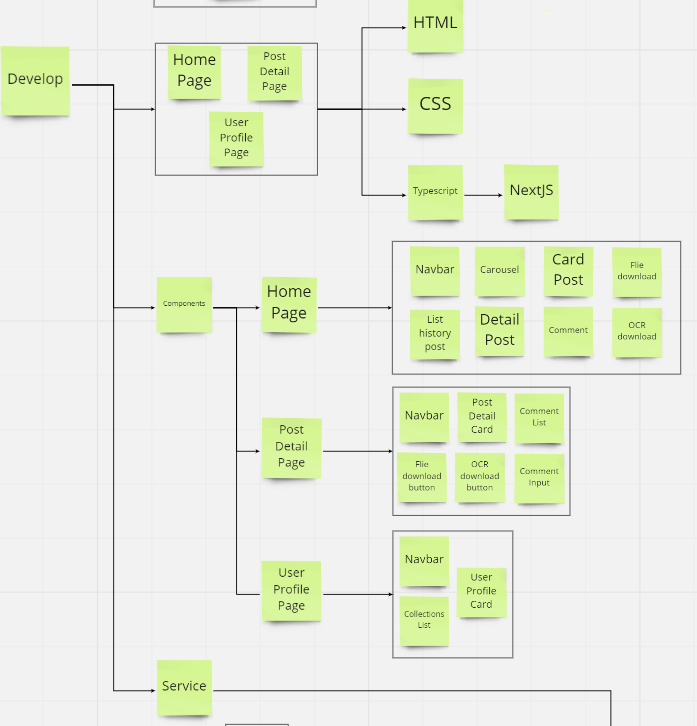 HTML
Develop
Home
Page
Post
Detail
Page
User
Profile
Page
CSS
Typescript
NextJS
Components
Home
Page
Navbar
Carousel
Card
Post
Flie
download
List
history
post
Detail
Post
Comment
OCR
download
Post
Detail
Page
Navbar
Post
Detail
Card
Comment
List
Flie
download
button
OCR
download
button
Comment
Input
User
Profile
Page
Navbar
User
Profile
Card
Collections
List
Service